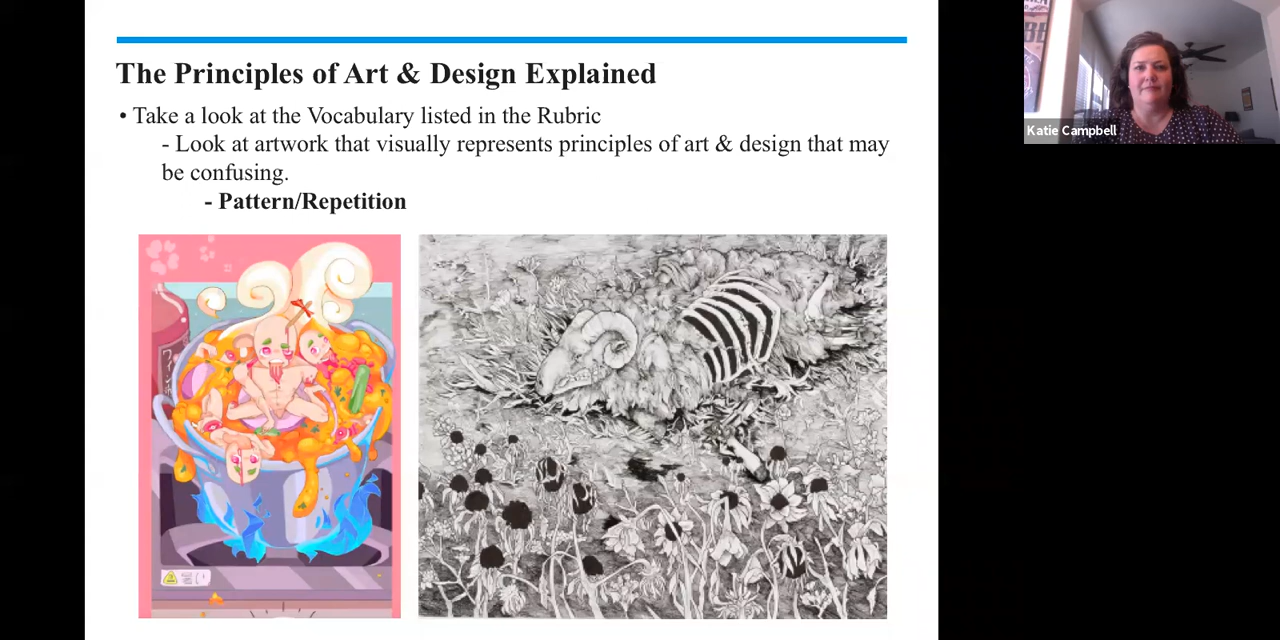 The Principles of Art & Design Explained
• Take a look at the Vocabulary listed in the Rubric
- Look at artwork that visually represents principles of art & design that may
be confusing.
- Pattern/Repetition
Katie Campbell